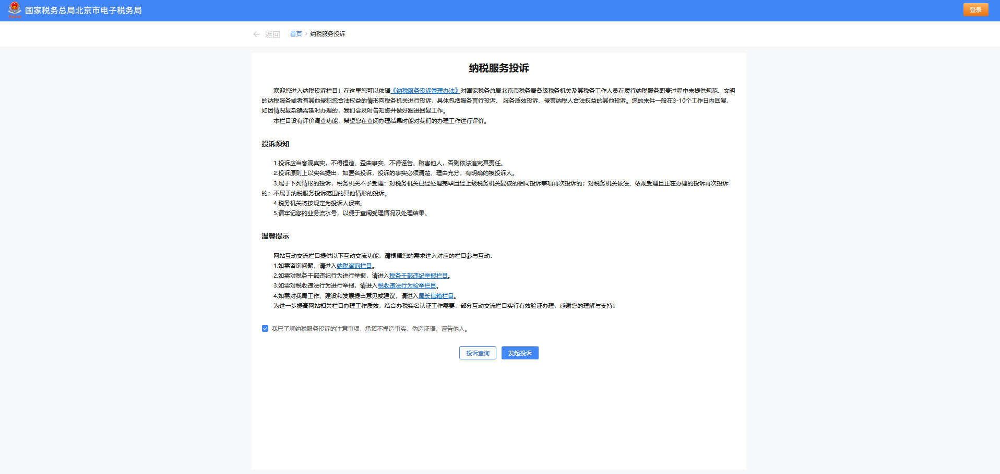 国家税务总局北京市电子税务局
登录
返回 首页 › 纳税服务投诉
纳税服务投诉
欢迎您进入纳税投诉栏目！在这里您可以依据《纳税服务投诉管理办法》对国家税务总局北京市税务局各级税务机关及其税务工作人员在履行纳税服务职责过程中未提供规范、文明
的纳税服务或者有其他侵犯您合法权益的情形向税务机关进行投诉，具体包括服务言行投诉、 服务质效投诉、侵害纳税人合法权益的其他投诉。您的来件一般在3-10个工作日内回复，
如因情况复杂确需延时办理的，我们会及时告知您并做好跟进回复工作。
本栏目设有评价调查功能，希望您在查阅办理结果时能对我们的办理工作进行评价。
投诉须知
1.投诉应当客观真实，不得捏造、歪曲事实，不得诬告、陷害他人，否则依法追究其责任。
2.投诉原则上以实名提出，如匿名投诉，投诉的事实必须清楚、理由充分，有明确的被投诉人。
3.属于下列情形的投诉，税务机关不予受理：对税务机关已经处理完毕且经上级税务机关复核的相同投诉事项再次投诉的；对税务机关依法、依规受理且正在办理的投诉再次投诉
的；不属于纳税服务投诉范围的其他情形的投诉。
4.税务机关将按规定为投诉人保密。
5.请牢记您的业务流水号，以便于查阅受理情况及处理结果。
温馨提示
网站互动交流栏目提供以下互动交流功能，请根据您的需求进入对应的栏目参与互动：
1.如需咨询问题，请进入纳税咨询栏目。
2.如需对税务干部违纪行为进行举报，请进入税务干部违纪举报栏目。
3.如需对税收违法行为进行举报，请进入税收违法行为检举栏目。
4.如需对我局工作、建设和发展提出意见或建议，请进入局长信箱栏目。
为进一步提高网站相关栏目办理工作质效，结合办税实名认证工作需要，部分互动交流栏目实行有效验证办理，感谢您的理解与支持！
我已了解纳税服务投诉的注意事项，承诺不捏造事实、伪造证据，诬告他人。
投诉查询 发起投诉